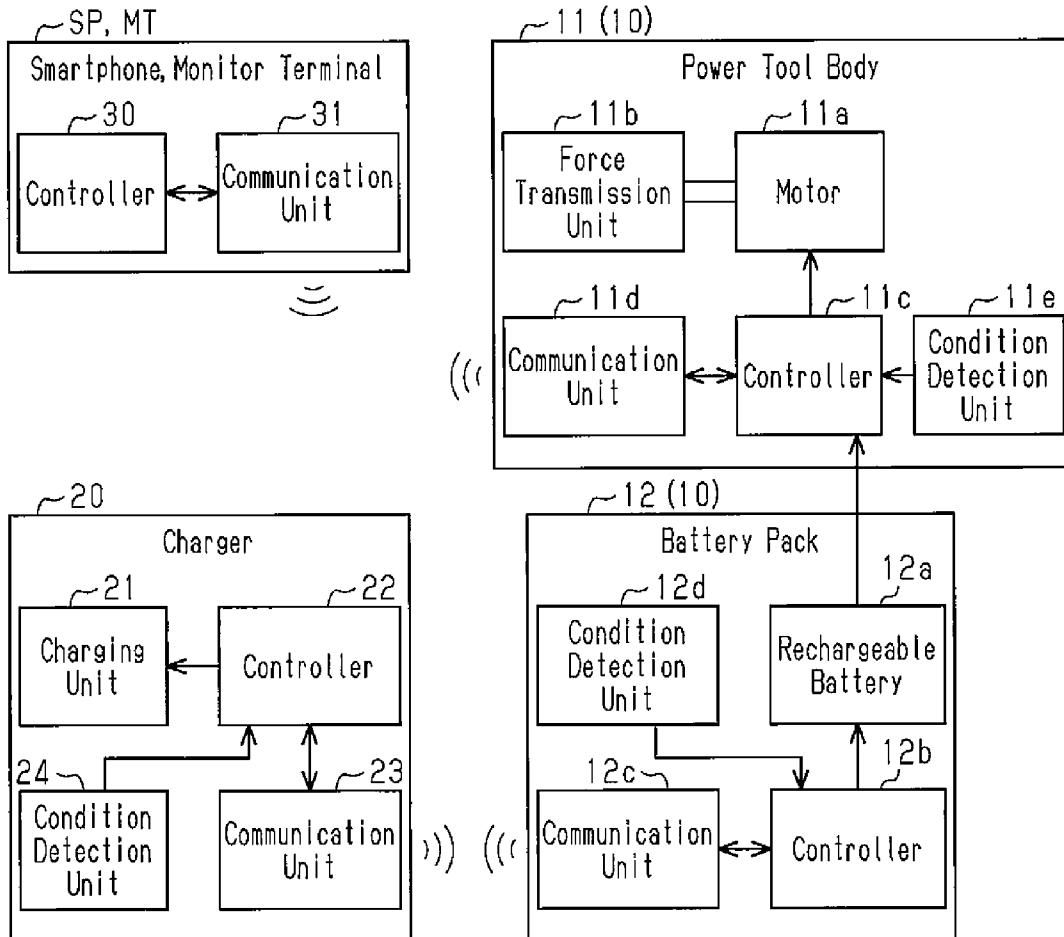 SP, MT
Smartphone, Monitor Terminal
30
31
Controller
Communication
Unit
11 (10)
Power Tool Body
11b
11a
Force
Transmission
Unit
Motor
11d
11c
11e
Communication
Unit
Controller
Condition
Detection
Unit
20
Charger
21
22
Charging
Unit
Controller
24
23
Condition
Detection
Unit
Communication
Unit
12 (10)
Battery Pack
12d
12a
Condition
Detection
Unit
Rechargeable
Battery
12c
12b
Communication
Unit
Controller